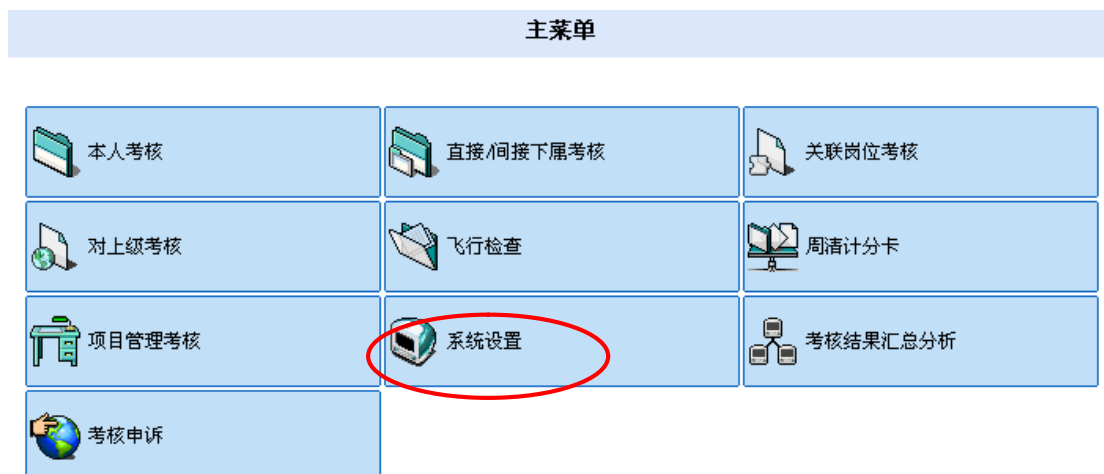 主菜单
本人考核
直接/间接下属考核
关联岗位考核
对上级考核
飞行检查
周清计分卡
项目管理考核
系统设置
考核结果汇总分析
考核申诉